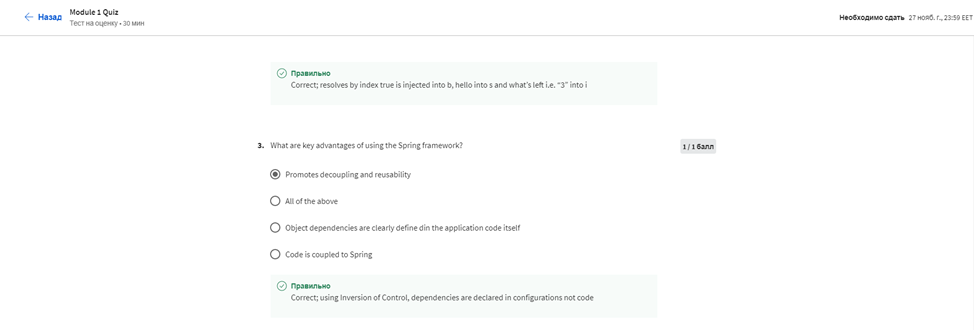 Назад
Module 1 Quiz
Тест на оценку • 30 мин
Необходимо сдать 27 нояб. г., 23:59 EET
Правильно
Correct; resolves by index true is injected into b, hello into s and what's left i.e. “3” into i
3. What are key advantages of using the Spring framework?
1 / 1 балл
Promotes decoupling and reusability
All of the above
Object dependencies are clearly define din the application code itself
Code is coupled to Spring
Правильно
Correct; using Inversion of Control, dependencies are declared in configurations not code